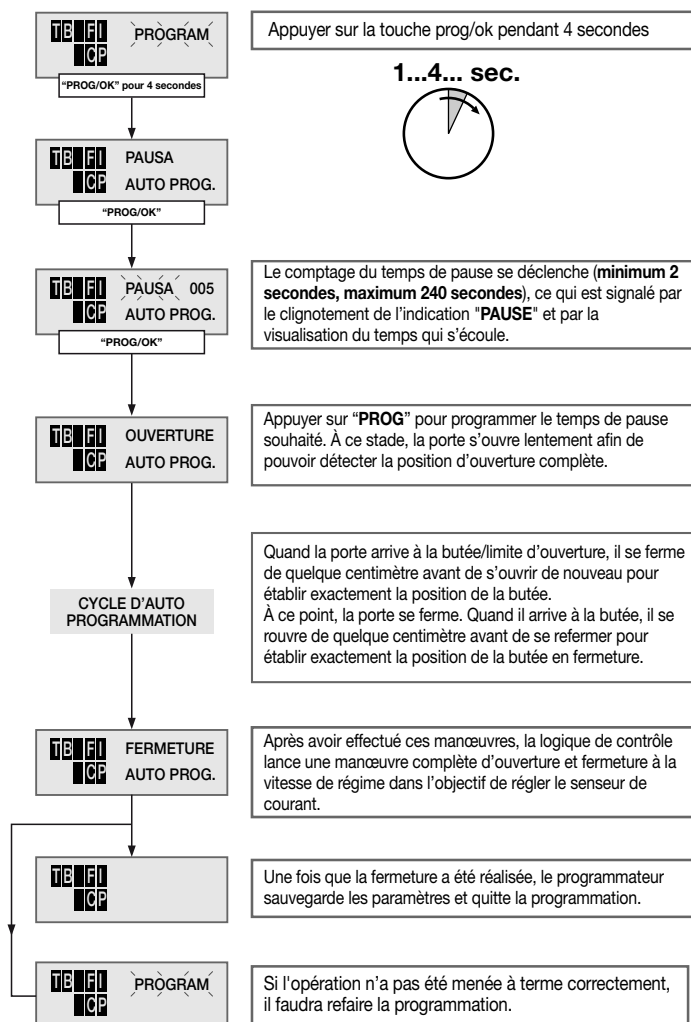 TB FI PROGRAM
CP
Appuyer sur la touche prog/ok pendant 4 secondes
"PROG/OK" pour 4 secondes
1...4... sec.
TB FI PAUSA
CP AUTO PROG.
"PROG/OK"
TB FI PAUSA 005
CP AUTO PROG.
"PROG/OK"
Le comptage du temps de pause se déclenche (minimum 2
secondes, maximum 240 secondes), ce qui est signalé par
le clignotement de l'indication "PAUSE" et par la
visualisation du temps qui s'écoule.
TB FI OUVERTURE
CP AUTO PROG.
Appuyer sur "PROG" pour programmer le temps de pause
souhaité. À ce stade, la porte s'ouvre lentement afin de
pouvoir détecter la position d'ouverture complète.
CYCLE D'AUTO
PROGRAMMATION
Quand la porte arrive à la butée/limite d'ouverture, il se ferme
de quelque centimètre avant de s'ouvrir de nouveau pour
établir exactement la position de la butée.
À ce point, la porte se ferme. Quand il arrive à la butée, il se
rouvre de quelque centimètre avant de se refermer pour
établir exactement la position de la butée en fermeture.
TB FI FERMETURE
CP AUTO PROG.
Après avoir effectué ces manœuvres, la logique de contrôle
lance une manœuvre complète d'ouverture et fermeture à la
vitesse de régime dans l'objectif de régler le senseur de
courant.
TB FI
CP
Une fois que la fermeture a été réalisée, le programmateur
sauvegarde les paramètres et quitte la programmation.
TB FI PROGRAM
CP
Si l'opération n'a pas été menée à terme correctement,
il faudra refaire la programmation.